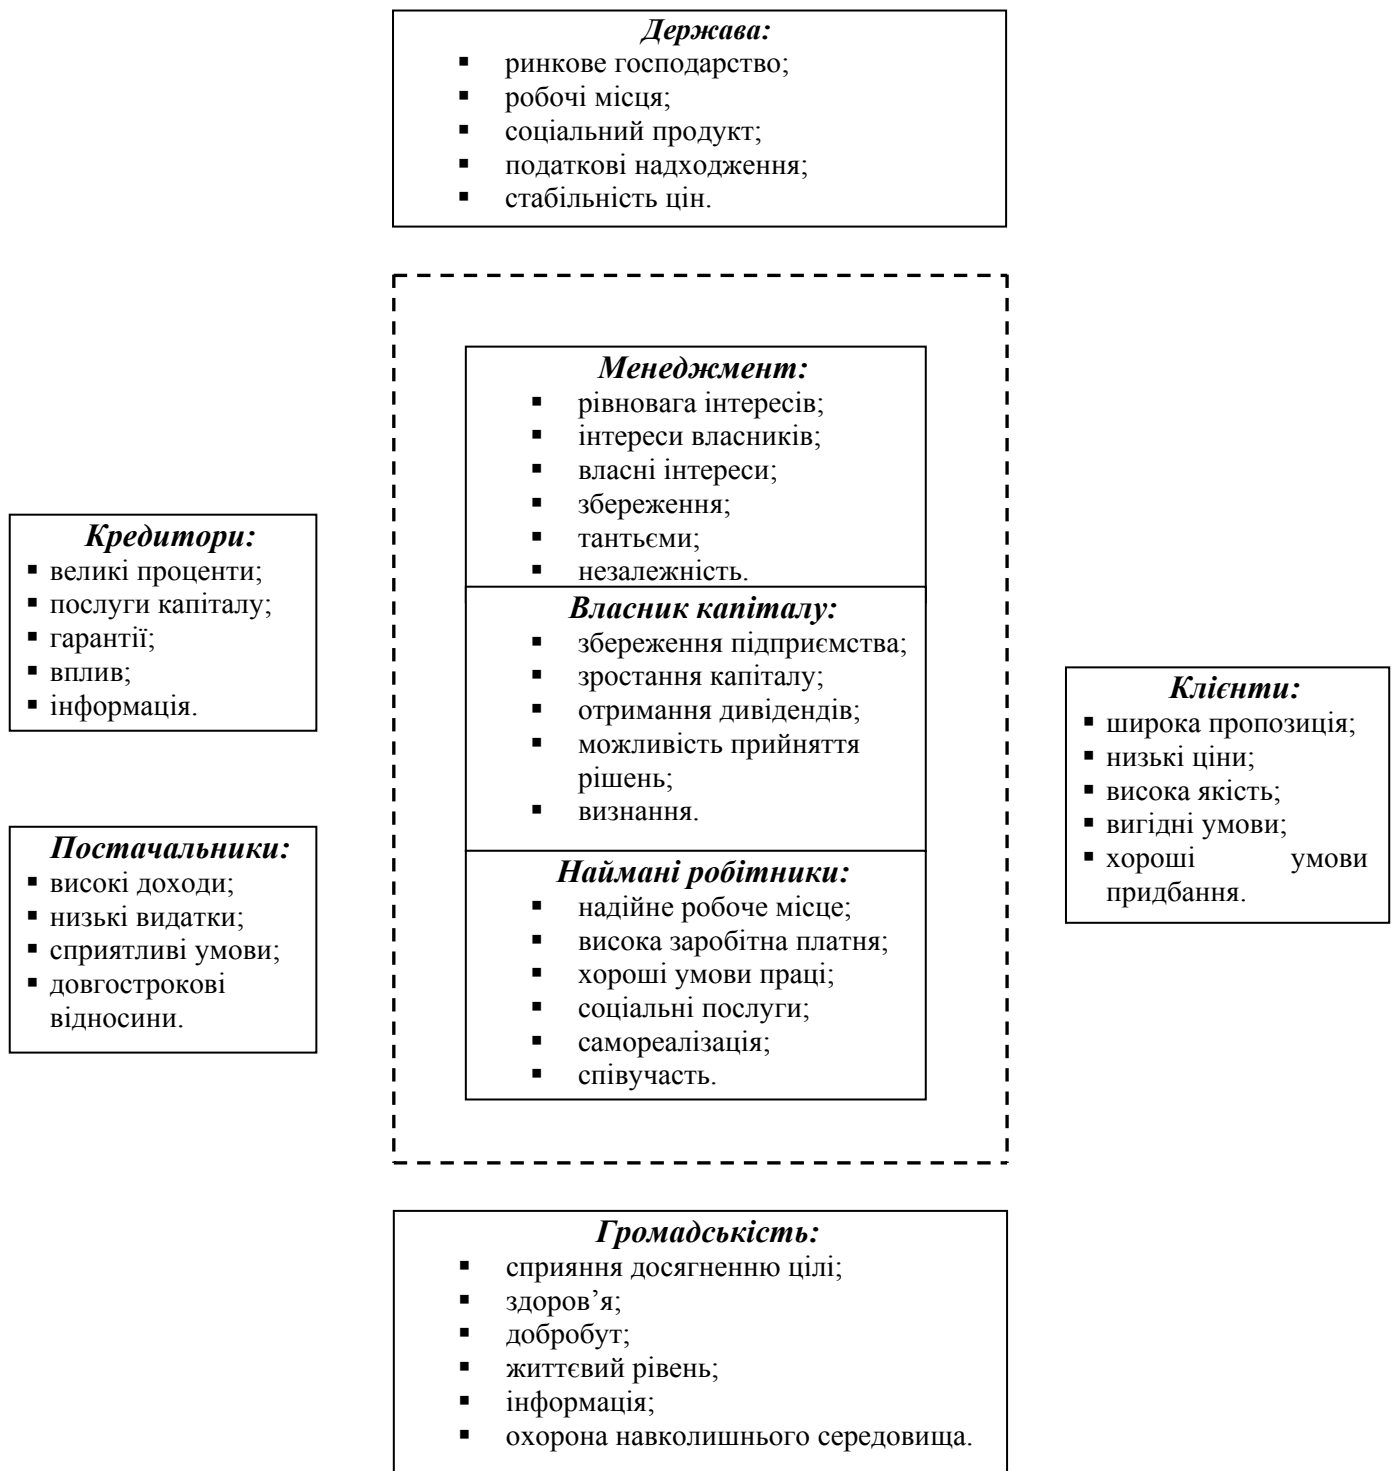 Держава:
▪ ринкове господарство;
▪ робочі місця;
▪ соціальний продукт;
▪ податкові надходження;
▪ стабільність цін.
Менеджмент:
▪ рівновага інтересів;
▪ інтереси власників;
▪ власні інтереси;
▪ збереження;
▪ тантьєми;
▪ незалежність.
Кредитори:
▪ великі проценти;
▪ послуги капіталу;
▪ гарантії;
▪ вплив;
▪ інформація.
Власник капіталу:
▪ збереження підприємства;
▪ зростання капіталу;
▪ отримання дивідендів;
▪ можливість прийняття
рішень;
▪ визнання.
Клієнти:
▪ широка пропозиція;
▪ низькі ціни;
▪ висока якість;
▪ вигідні умови;
▪ хороші умови
придбання.
Постачальники:
▪ високі доходи;
▪ низькі видатки;
▪ сприятливі умови;
▪ довгострокові
відносини.
Наймані робітники:
▪ надійне робоче місце;
▪ висока заробітна платня;
▪ хороші умови праці;
▪ соціальні послуги;
▪ самореалізація;
▪ співучасть.
Громадськість:
▪ сприяння досягненню цілі;
▪ здоров’я;
▪ добробут;
▪ життєвий рівень;
▪ інформація;
▪ охорона навколишнього середовища.